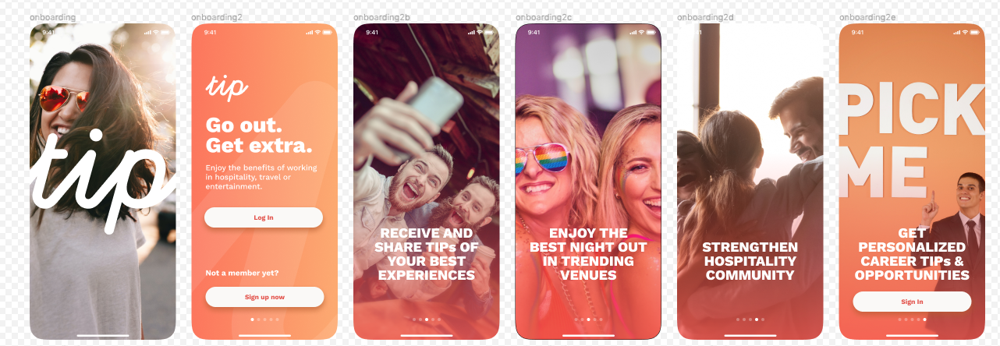 onboarding
onboarding2
onboarding2b
onboarding2c
onboarding2d
onboarding2e
9:41
tip
9:41
tip
Go out.
Get extra.
Enjoy the benefits of working
in hospitality, travel or
entertainment.
Log In
Not a member yet?
Sign up now
9:41
RECEIVE AND
SHARE TIPs OF
YOUR BEST
EXPERIENCES
9:41
ENJOY THE
BEST NIGHT OUT
IN TRENDING
VENUES
STRENGTHEN
HOSPITALITY
COMMUNITY
9:41
PICK
ME
GET
PERSONALIZED
CAREER TIPs &
OPPORTUNITIES
Sign In